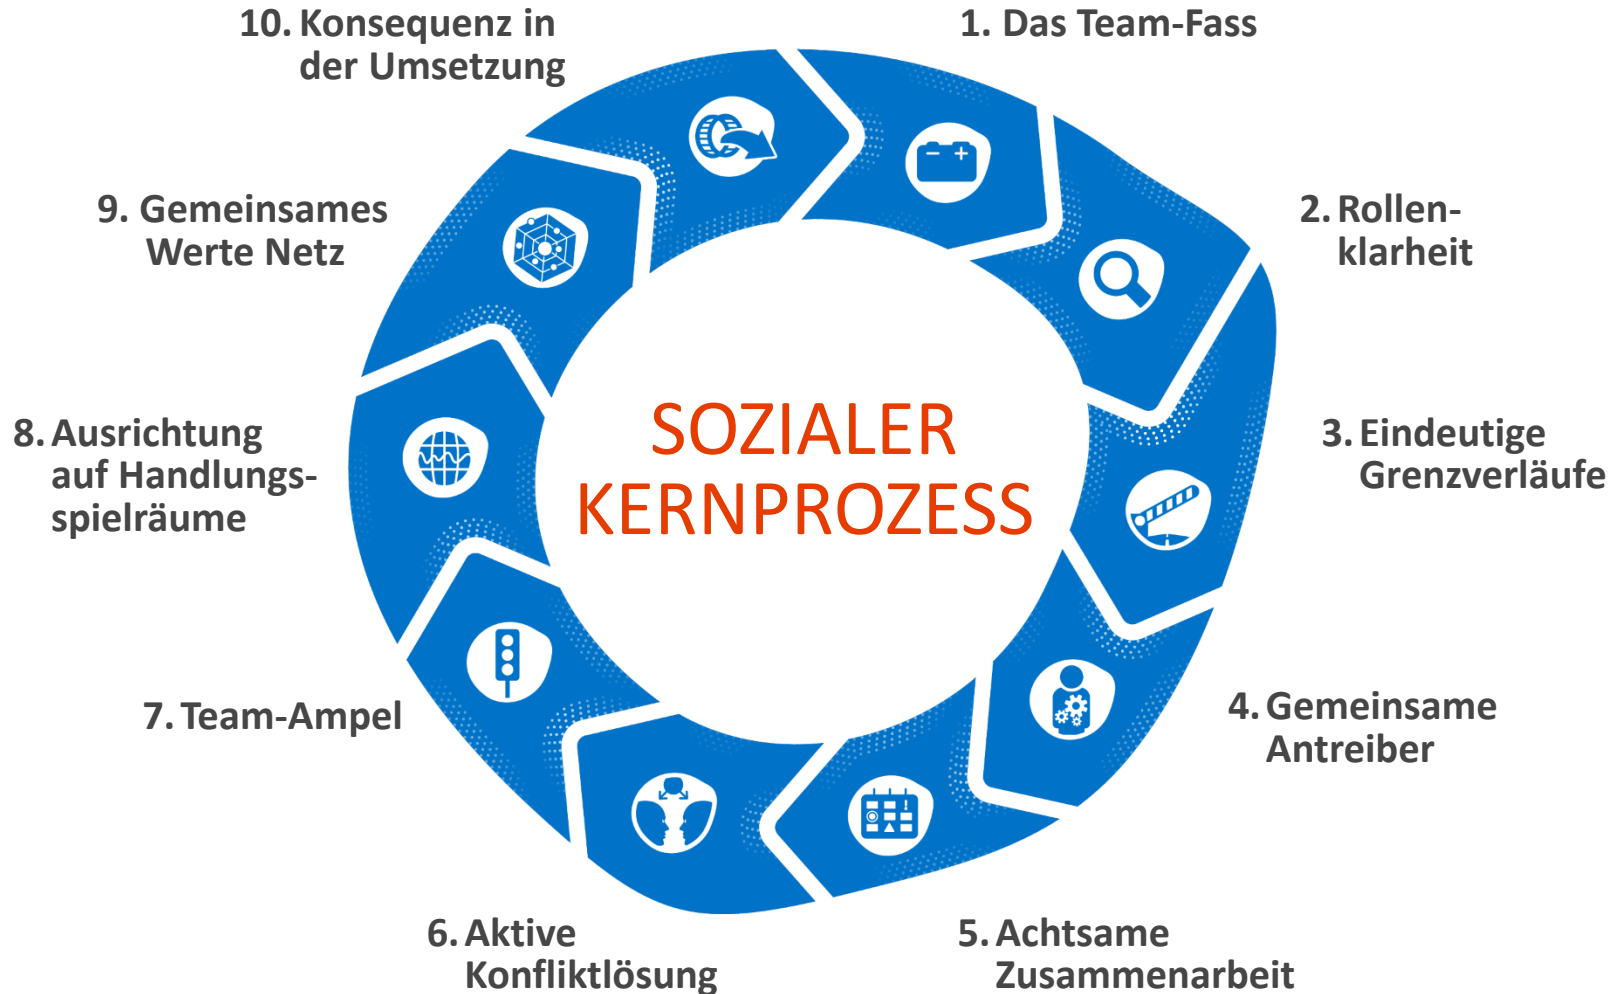 SOZIALER
KERNPROZESS
1. Das Team-Fass
2. Rollen-
klarheit
3. Eindeutige
Grenzverläufe
4. Gemeinsame
Antreiber
5. Achtsame
Zusammenarbeit
6. Aktive
Konfliktlösung
7. Team-Ampel
8. Ausrichtung
auf Handlungs-
spielräume
9. Gemeinsames
Werte Netz
10. Konsequenz in
der Umsetzung